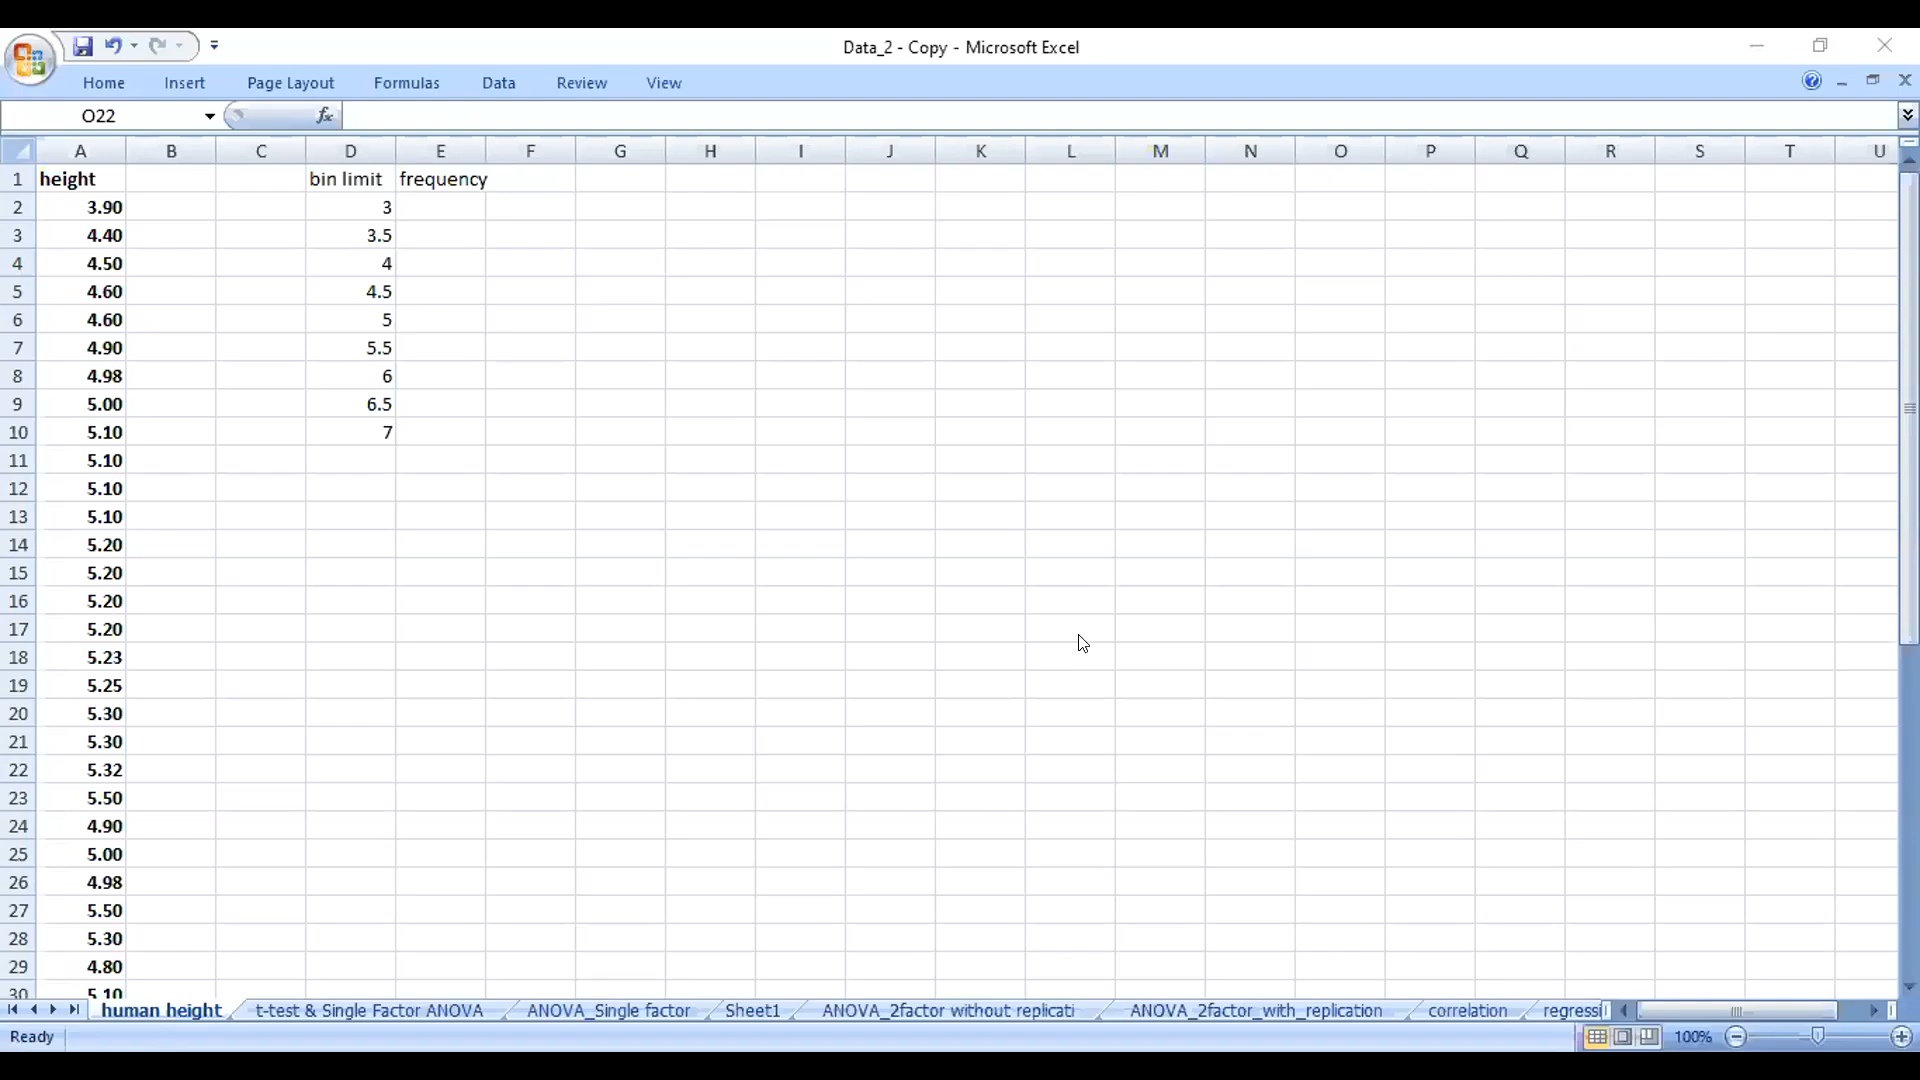 Data_2 - Copy - Microsoft Excel
Home Insert Page Layout Formulas Data Review View
O22 fx
A B C D E F G H I J K L M N O P Q R S T U
1 height bin limit frequency
2 3.90 3
3 4.40 3.5
4 4.50 4
5 4.60 4.5
6 4.60 5
7 4.90 5.5
8 4.98 6
9 5.00 6.5
10 5.10 7
11 5.10
12 5.10
13 5.10
14 5.20
15 5.20
16 5.20
17 5.20
18 5.23
19 5.25
20 5.30
21 5.30
22 5.32
23 5.50
24 4.90
25 5.00
26 4.98
27 5.50
28 5.30
29 4.80
30 5.10
human height t-test & Single Factor ANOVA ANOVA_Single factor Sheet1 ANOVA_2factor without replicati ANOVA_2factor_with_replication correlation regressi
Ready 100%